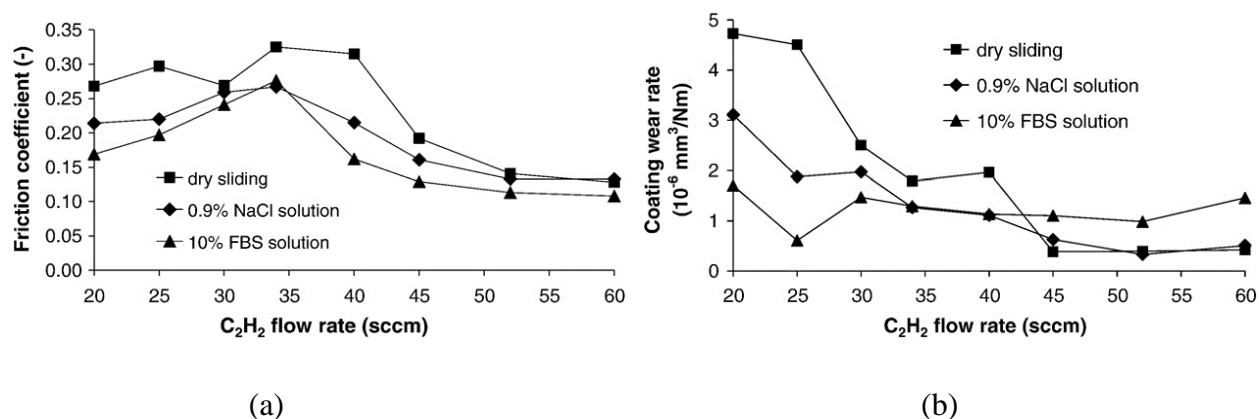 0.35
0.30
0.25
0.20
0.15
0.10
0.05
0.00
Friction coefficient (-)
dry sliding
0.9% NaCl solution
10% FBS solution
20 25 30 35 40 45 50 55 60
C₂H₂ flow rate (sccm)
(a)
5
4
3
2
1
0
Coating wear rate
(10⁻⁶ mm³/Nm)
dry sliding
0.9% NaCl solution
10% FBS solution
20 25 30 35 40 45 50 55 60
C₂H₂ flow rate (sccm)
(b)